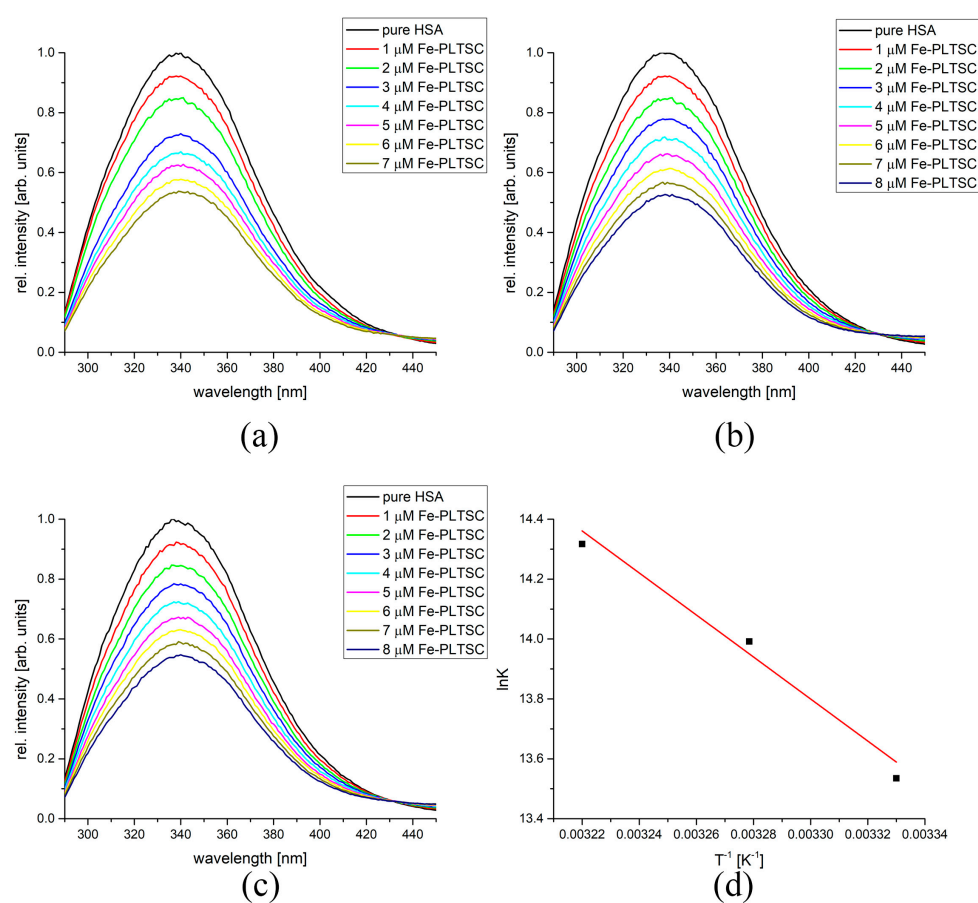 pure HSA
1 μM Fe-PLTSC
2 μM Fe-PLTSC
3 μM Fe-PLTSC
4 μM Fe-PLTSC
5 μM Fe-PLTSC
6 μM Fe-PLTSC
7 μM Fe-PLTSC
rel. intensity [arb. units]
1.0
0.8
0.6
0.4
0.2
0.0
300 320 340 360 380 400 420 440
wavelength [nm]
(a)
pure HSA
1 μM Fe-PLTSC
2 μM Fe-PLTSC
3 μM Fe-PLTSC
4 μM Fe-PLTSC
5 μM Fe-PLTSC
6 μM Fe-PLTSC
7 μM Fe-PLTSC
8 μM Fe-PLTSC
rel. intensity [arb. units]
1.0
0.8
0.6
0.4
0.2
0.0
300 320 340 360 380 400 420 440
wavelength [nm]
(b)
pure HSA
1 μM Fe-PLTSC
2 μM Fe-PLTSC
3 μM Fe-PLTSC
4 μM Fe-PLTSC
5 μM Fe-PLTSC
6 μM Fe-PLTSC
7 μM Fe-PLTSC
8 μM Fe-PLTSC
rel. intensity [arb. units]
1.0
0.8
0.6
0.4
0.2
0.0
300 320 340 360 380 400 420 440
wavelength [nm]
(c)
lnK
14.4
14.2
14.0
13.8
13.6
13.4
0.00322 0.00324 0.00326 0.00328 0.00330 0.00332 0.00334
T⁻¹ [K⁻¹]
(d)